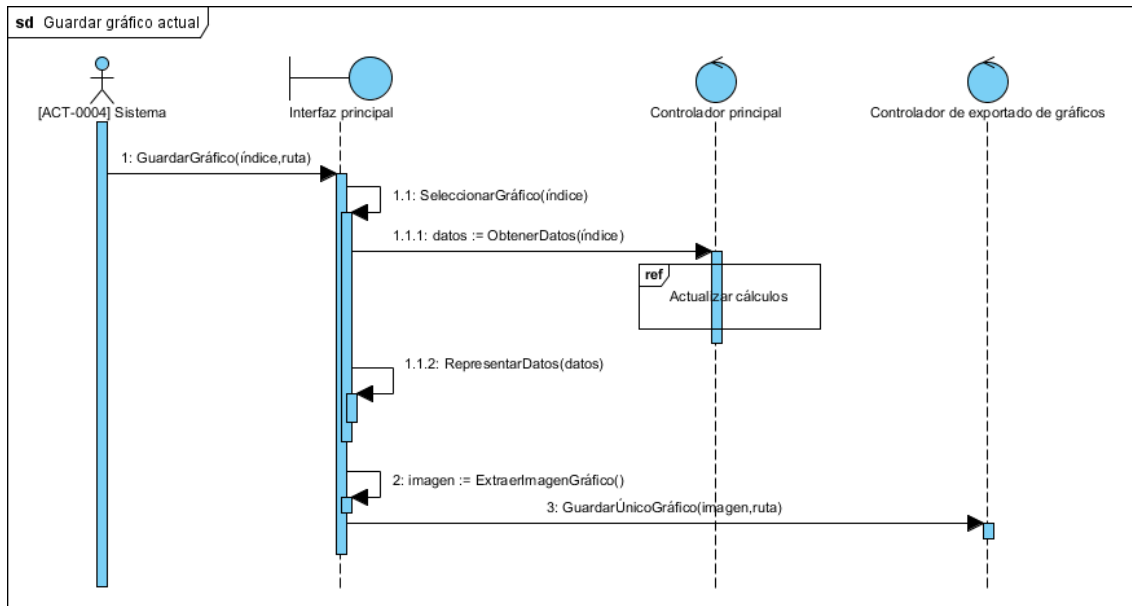 sd Guardar gráfico actual
[ACT-0004] Sistema
Interfaz principal
Controlador principal
Controlador de exportado de gráficos
1: GuardarGráfico(índice,ruta)
1.1: SeleccionarGráfico(índice)
1.1.1: datos := ObtenerDatos(índice)
ref
Actualizar cálculos
1.1.2: RepresentarDatos(datos)
2: imagen := ExtraerImagenGráfico()
3: GuardarÚnicoGráfico(imagen,ruta)